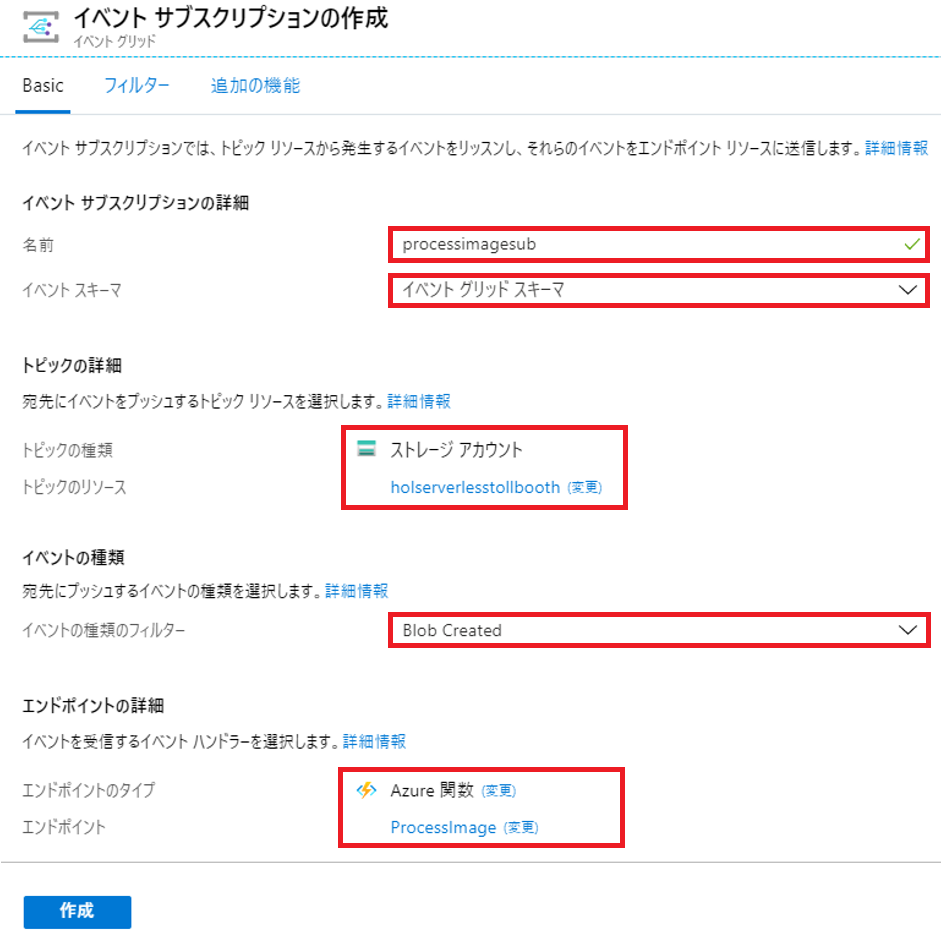 イベント サブスクリプションの作成
イベント グリッド
Basic フィルター 追加の機能
イベント サブスクリプションでは、トピック リソースから発生するイベントをリッスンし、それらのイベントをエンドポイント リソースに送信します。詳細情報
イベント サブスクリプションの詳細
名前 processimagesub
イベント スキーマ イベント グリッド スキーマ
トピックの詳細
宛先にイベントをプッシュするトピック リソースを選択します。詳細情報
トピックの種類 ストレージ アカウント
トピックのリソース holserverlesstollbooth (変更)
イベントの種類
宛先にプッシュするイベントの種類を選択します。詳細情報
イベントの種類のフィルター Blob Created
エンドポイントの詳細
イベントを受信するイベント ハンドラーを選択します。詳細情報
エンドポイントのタイプ Azure 関数 (変更)
エンドポイント ProcessImage (変更)
作成